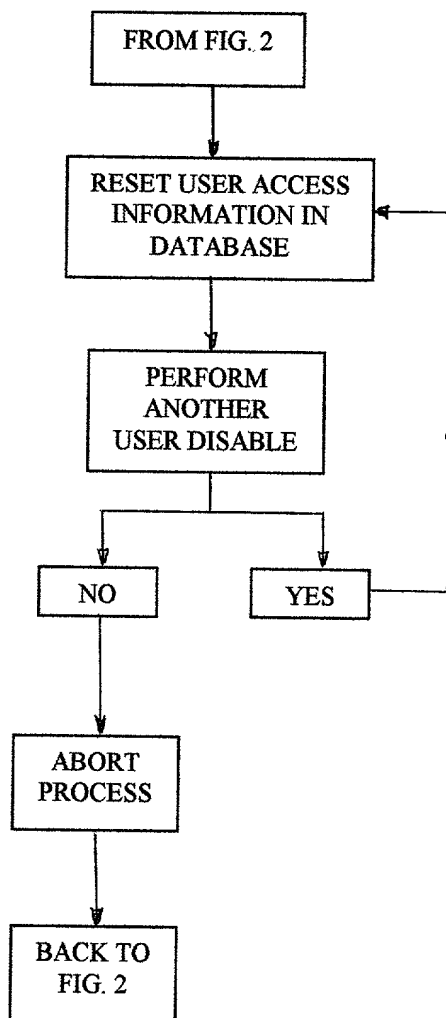 FROM FIG. 2
RESET USER ACCESS
INFORMATION IN
DATABASE
PERFORM
ANOTHER
USER DISABLE
NO
YES
ABORT
PROCESS
BACK TO
FIG. 2